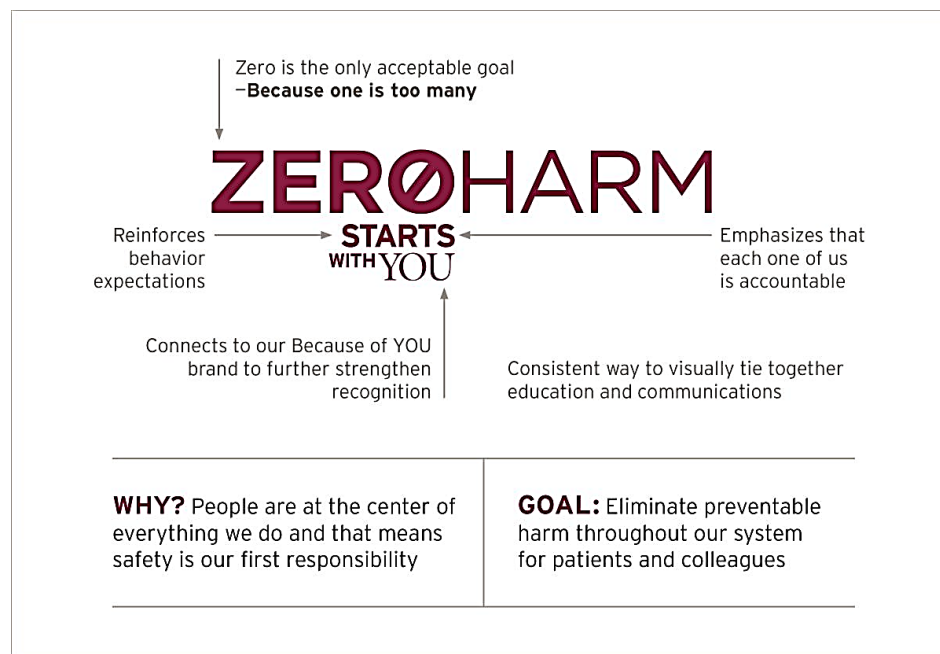 Zero is the only acceptable goal
–Because one is too many
ZERØHARM
STARTS
WITH YOU
Reinforces
behavior
expectations
Emphasizes that
each one of us
is accountable
Connects to our Because of YOU
brand to further strengthen
recognition
Consistent way to visually tie together
education and communications
WHY? People are at the center of
everything we do and that means
safety is our first responsibility
GOAL: Eliminate preventable
harm throughout our system
for patients and colleagues